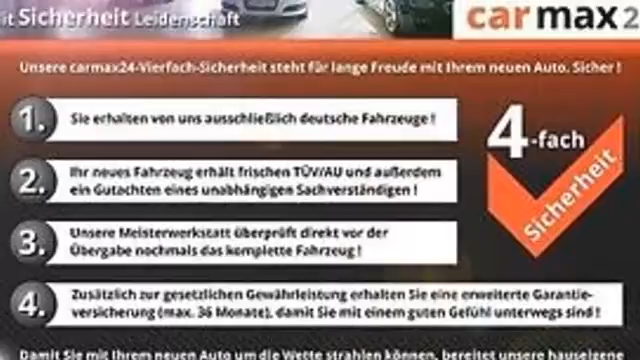 it Sicherheit Leidenschaft
carmax2
Unsere carmax24-Vierfach-Sicherheit steht für lange Freude mit Ihrem neuen Auto. Sicher !
1. Sie erhalten von uns ausschließlich deutsche Fahrzeuge !
2. Ihr neues Fahrzeug erhält frischen TÜV/AU und außerdem
ein Gutachten eines unabhängigen Sachverständigen !
3. Unsere Meisterwerkstatt überprüft direkt vor der
Übergabe nochmals das komplette Fahrzeug !
4-fach
Sicherheit
4. Zusätzlich zur gesetzlichen Gewährleistung erhalten Sie eine erweiterte Garantie-
versicherung (max. 36 Monate), damit Sie mit einem guten Gefühl unterwegs sind !
Damit Sie mit Ihrem neuen Auto um die Wette strahlen können, bereitet unsere hauseigene